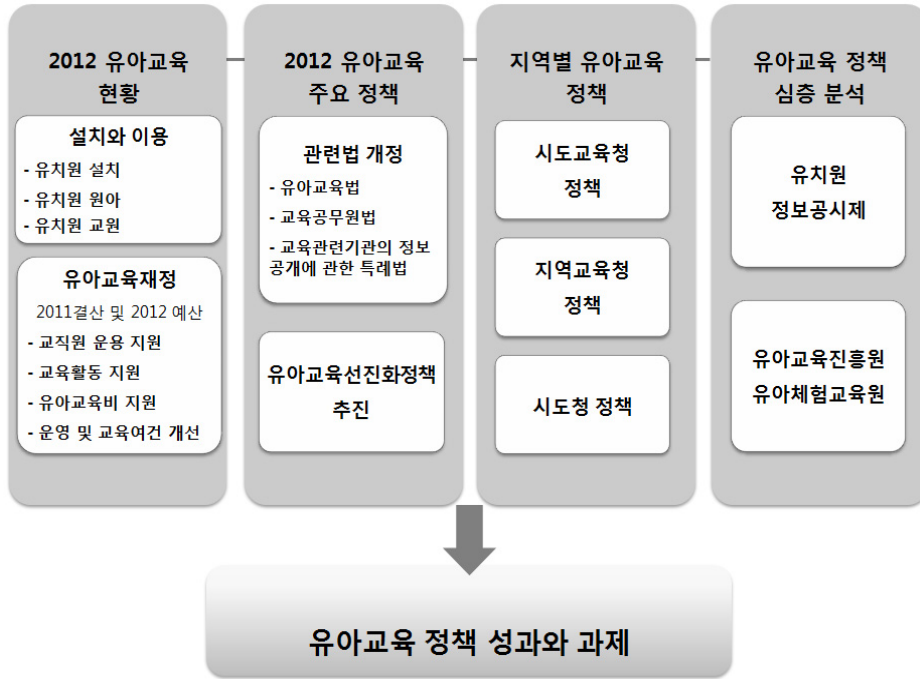 2012 유아교육
현황
설치와 이용
- 유치원 설치
- 유치원 원아
- 유치원 교원
유아교육재정
2011결산 및 2012 예산
- 교직원 운용 지원
- 교육활동 지원
- 유아교육비 지원
- 운영 및 교육여건 개선
2012 유아교육
주요 정책
관련법 개정
- 유아교육법
- 교육공무원법
- 교육관련기관의 정보
공개에 관한 특례법
유아교육선진화정책
추진
지역별 유아교육
정책
시도교육청
정책
지역교육청
정책
시도청 정책
유아교육 정책
심층 분석
유치원
정보공시제
유아교육진흥원
유아체험교육원
유아교육 정책 성과와 과제